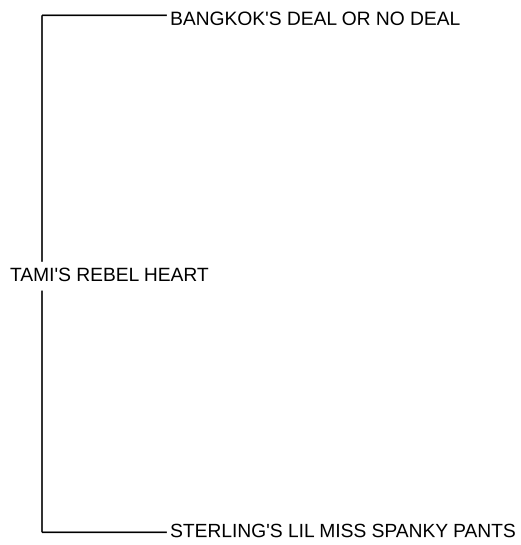 BANGKOK'S DEAL OR NO DEAL
TAMI'S REBEL HEART
STERLING'S LIL MISS SPANKY PANTS